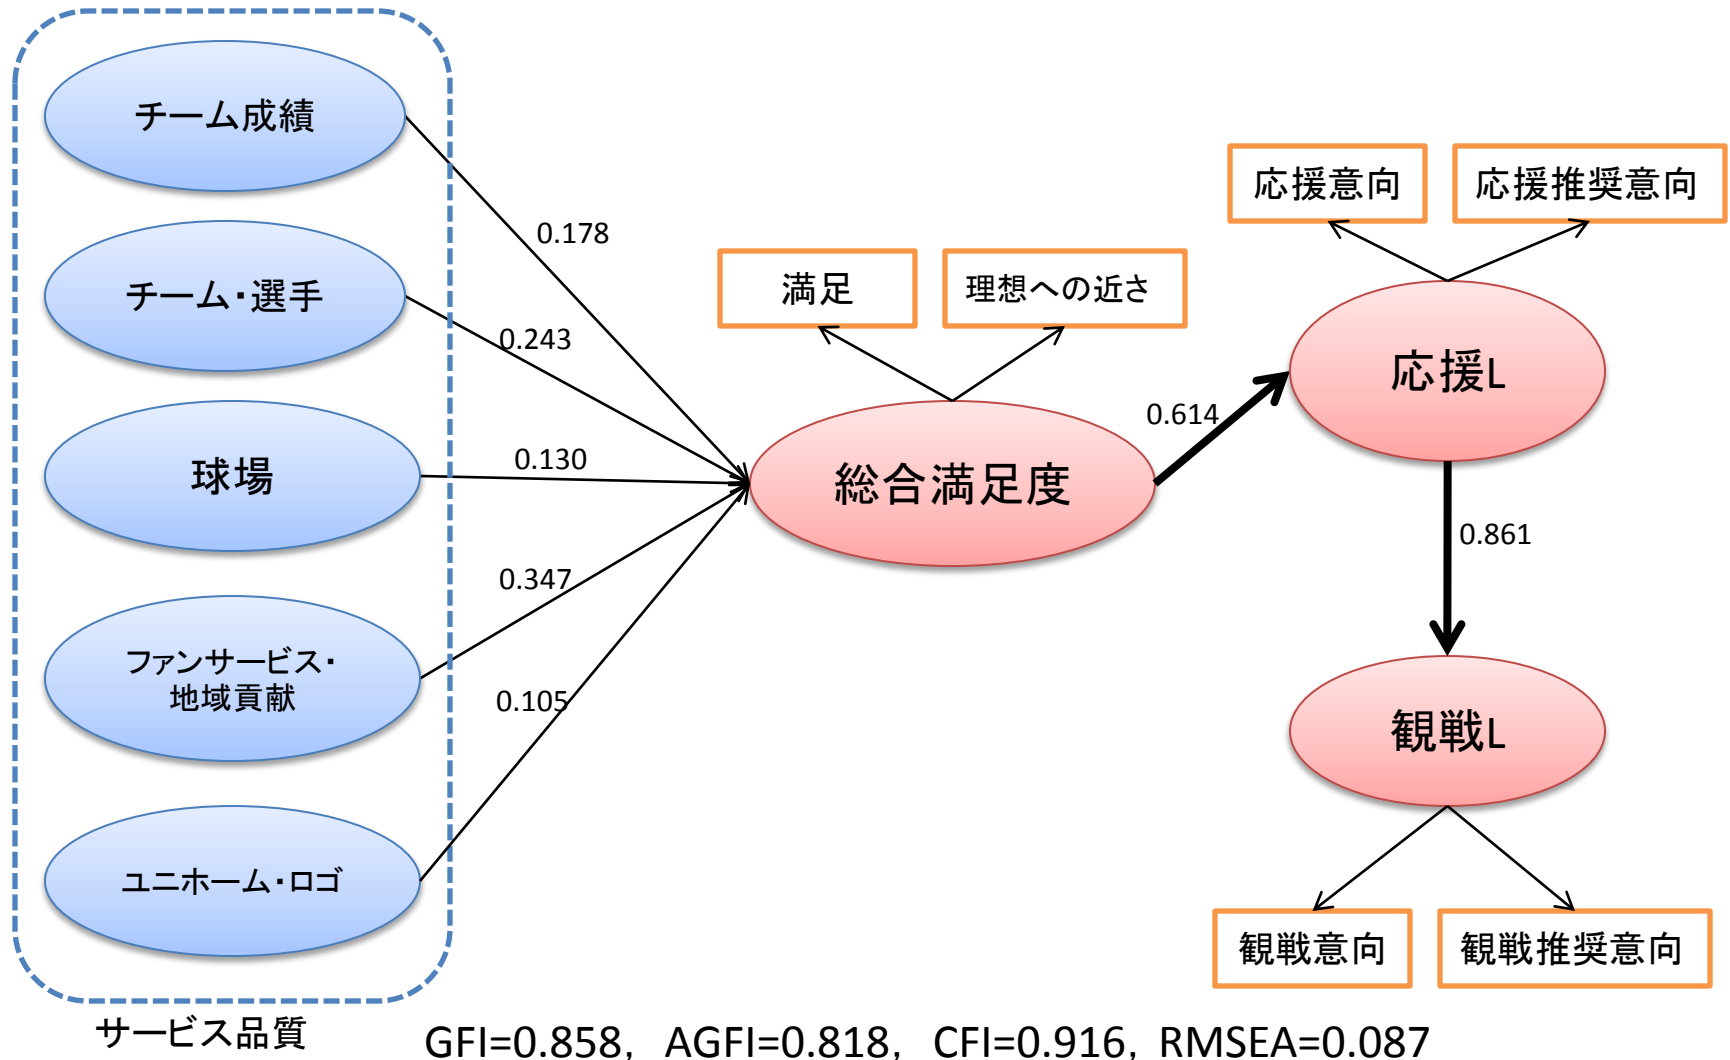 チーム成績
チーム・選手
球場
ファンサービス・
地域貢献
ユニホーム・ロゴ
サービス品質
0.178
0.243
0.130
0.347
0.105
満足
理想への近さ
総合満足度
0.614
応援意向
応援推奨意向
応援L
0.861
観戦L
観戦意向
観戦推奨意向
GFI=0.858, AGFI=0.818, CFI=0.916, RMSEA=0.087